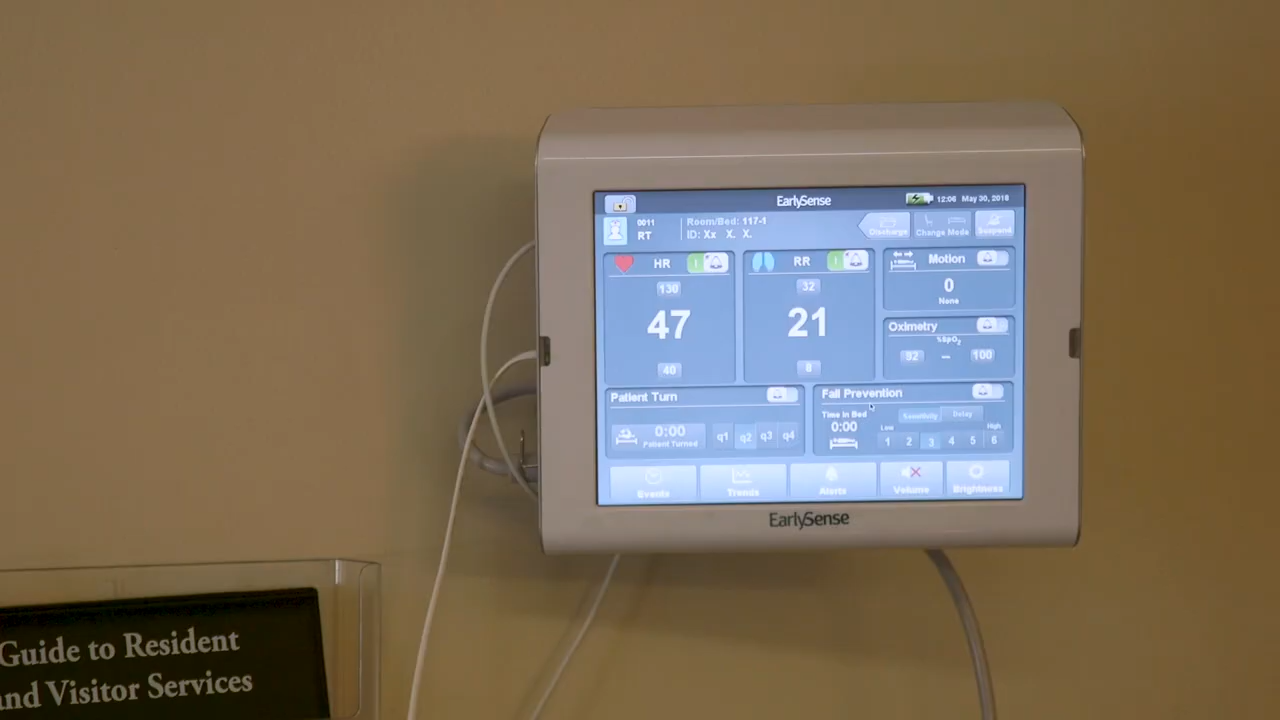 EarlySense
12:06 May 30, 2018
0011
RT
Room/Bed: 117-1
ID: Xx X. X.
Discharge
Change Mode
Suspend
HR
130
47
40
RR
32
21
8
Motion
0
None
Oximetry
%SpO2
92 – 100
Patient Turn
0:00
Patient Turned
q1 q2 q3 q4
Fall Prevention
Time In Bed
0:00
Sensitivity Delay
Low High
1 2 3 4 5 6
Events
Trends
Alerts
Volume
Brightness
EarlySense
Guide to Resident
and Visitor Services